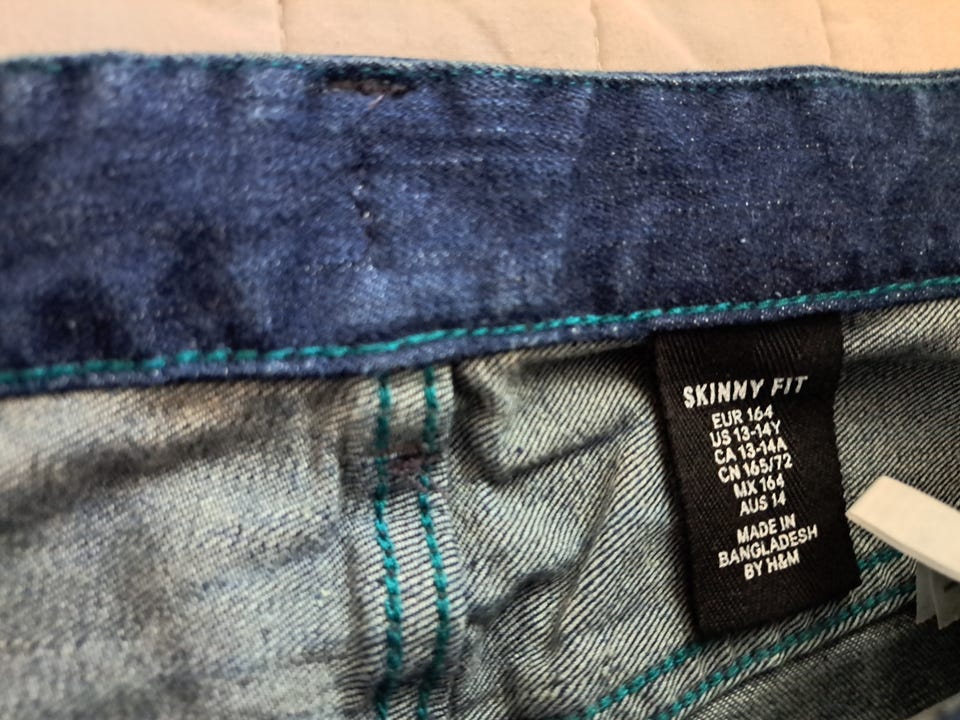 SKINNY FIT
EUR 164
US 13-14Y
CA 13-14A
CN 165/72
MX 164
AUS 14
MADE IN
BANGLADESH
BY H&M